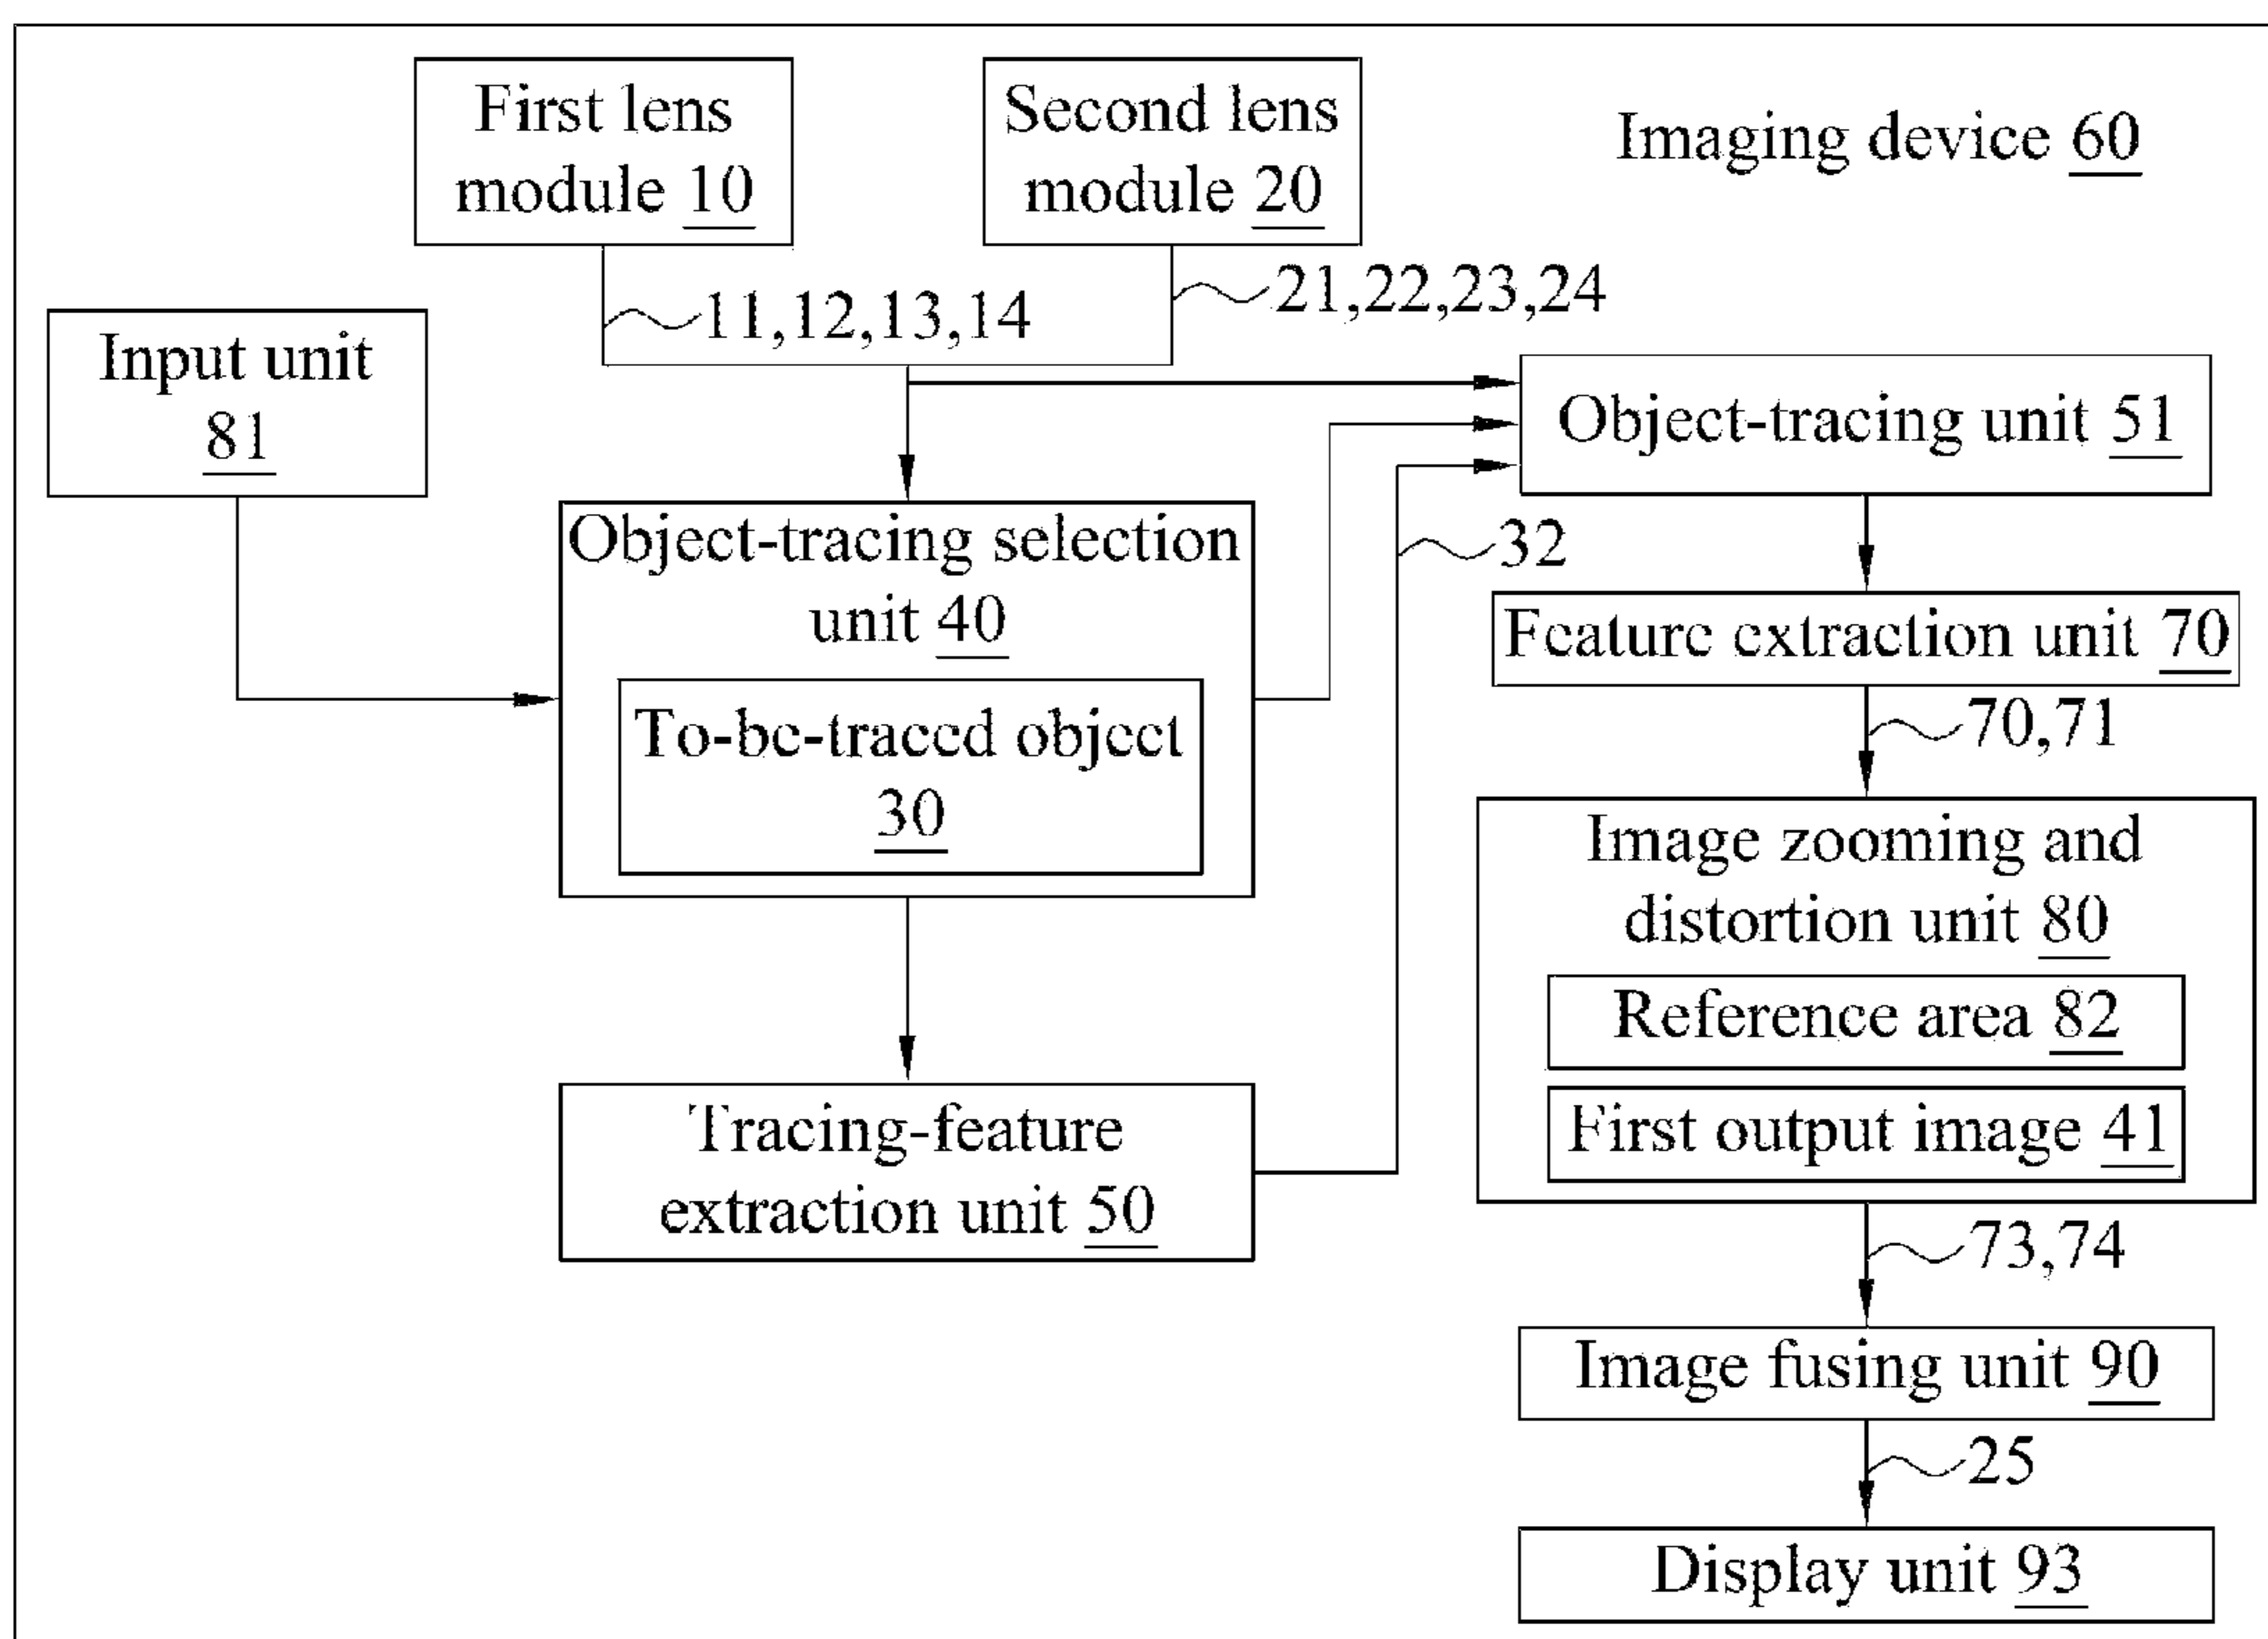 First lens
module 10
Second lens
module 20
Imaging device 60
11,12,13,14
21,22,23,24
Input unit
81
Object-tracing unit 51
Object-tracing selection
unit 40
32
To-be-traced object
30
Feature extraction unit 70
70,71
Image zooming and
distortion unit 80
Reference area 82
First output image 41
Tracing-feature
extraction unit 50
73,74
Image fusing unit 90
25
Display unit 93